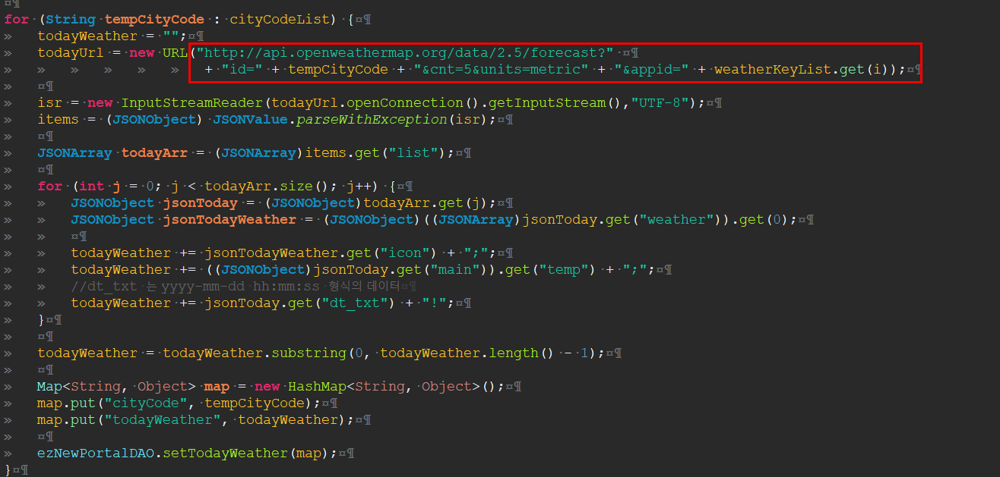 for (String tempCityCode : cityCodeList) {
todayWeather = "";
todayUrl = new URL("http://api.openweathermap.org/data/2.5/forecast?"
+ "id=" + tempCityCode + "&cnt=5&units=metric" + "&appid=" + weatherKeyList.get(i));
isr = new InputStreamReader(todayUrl.openConnection().getInputStream(),"UTF-8");
items = (JSONObject) JSONValue.parseWithException(isr);
JSONArray todayArr = (JSONArray)items.get("list");
for (int j = 0; j < todayArr.size(); j++) {
JSONObject jsonToday = (JSONObject)todayArr.get(j);
JSONObject jsonTodayWeather = (JSONObject)((JSONArray)jsonToday.get("weather")).get(0);
todayWeather += jsonTodayWeather.get("icon") + ";";
todayWeather += ((JSONObject)jsonToday.get("main")).get("temp") + ";";
//dt_txt 는 yyyy-mm-dd hh:mm:ss 형식의 데이터
todayWeather += jsonToday.get("dt_txt") + "!";
}
todayWeather = todayWeather.substring(0, todayWeather.length() - 1);
Map<String, Object> map = new HashMap<String, Object>();
map.put("cityCode", tempCityCode);
map.put("todayWeather", todayWeather);
ezNewPortalDAO.setTodayWeather(map);
}